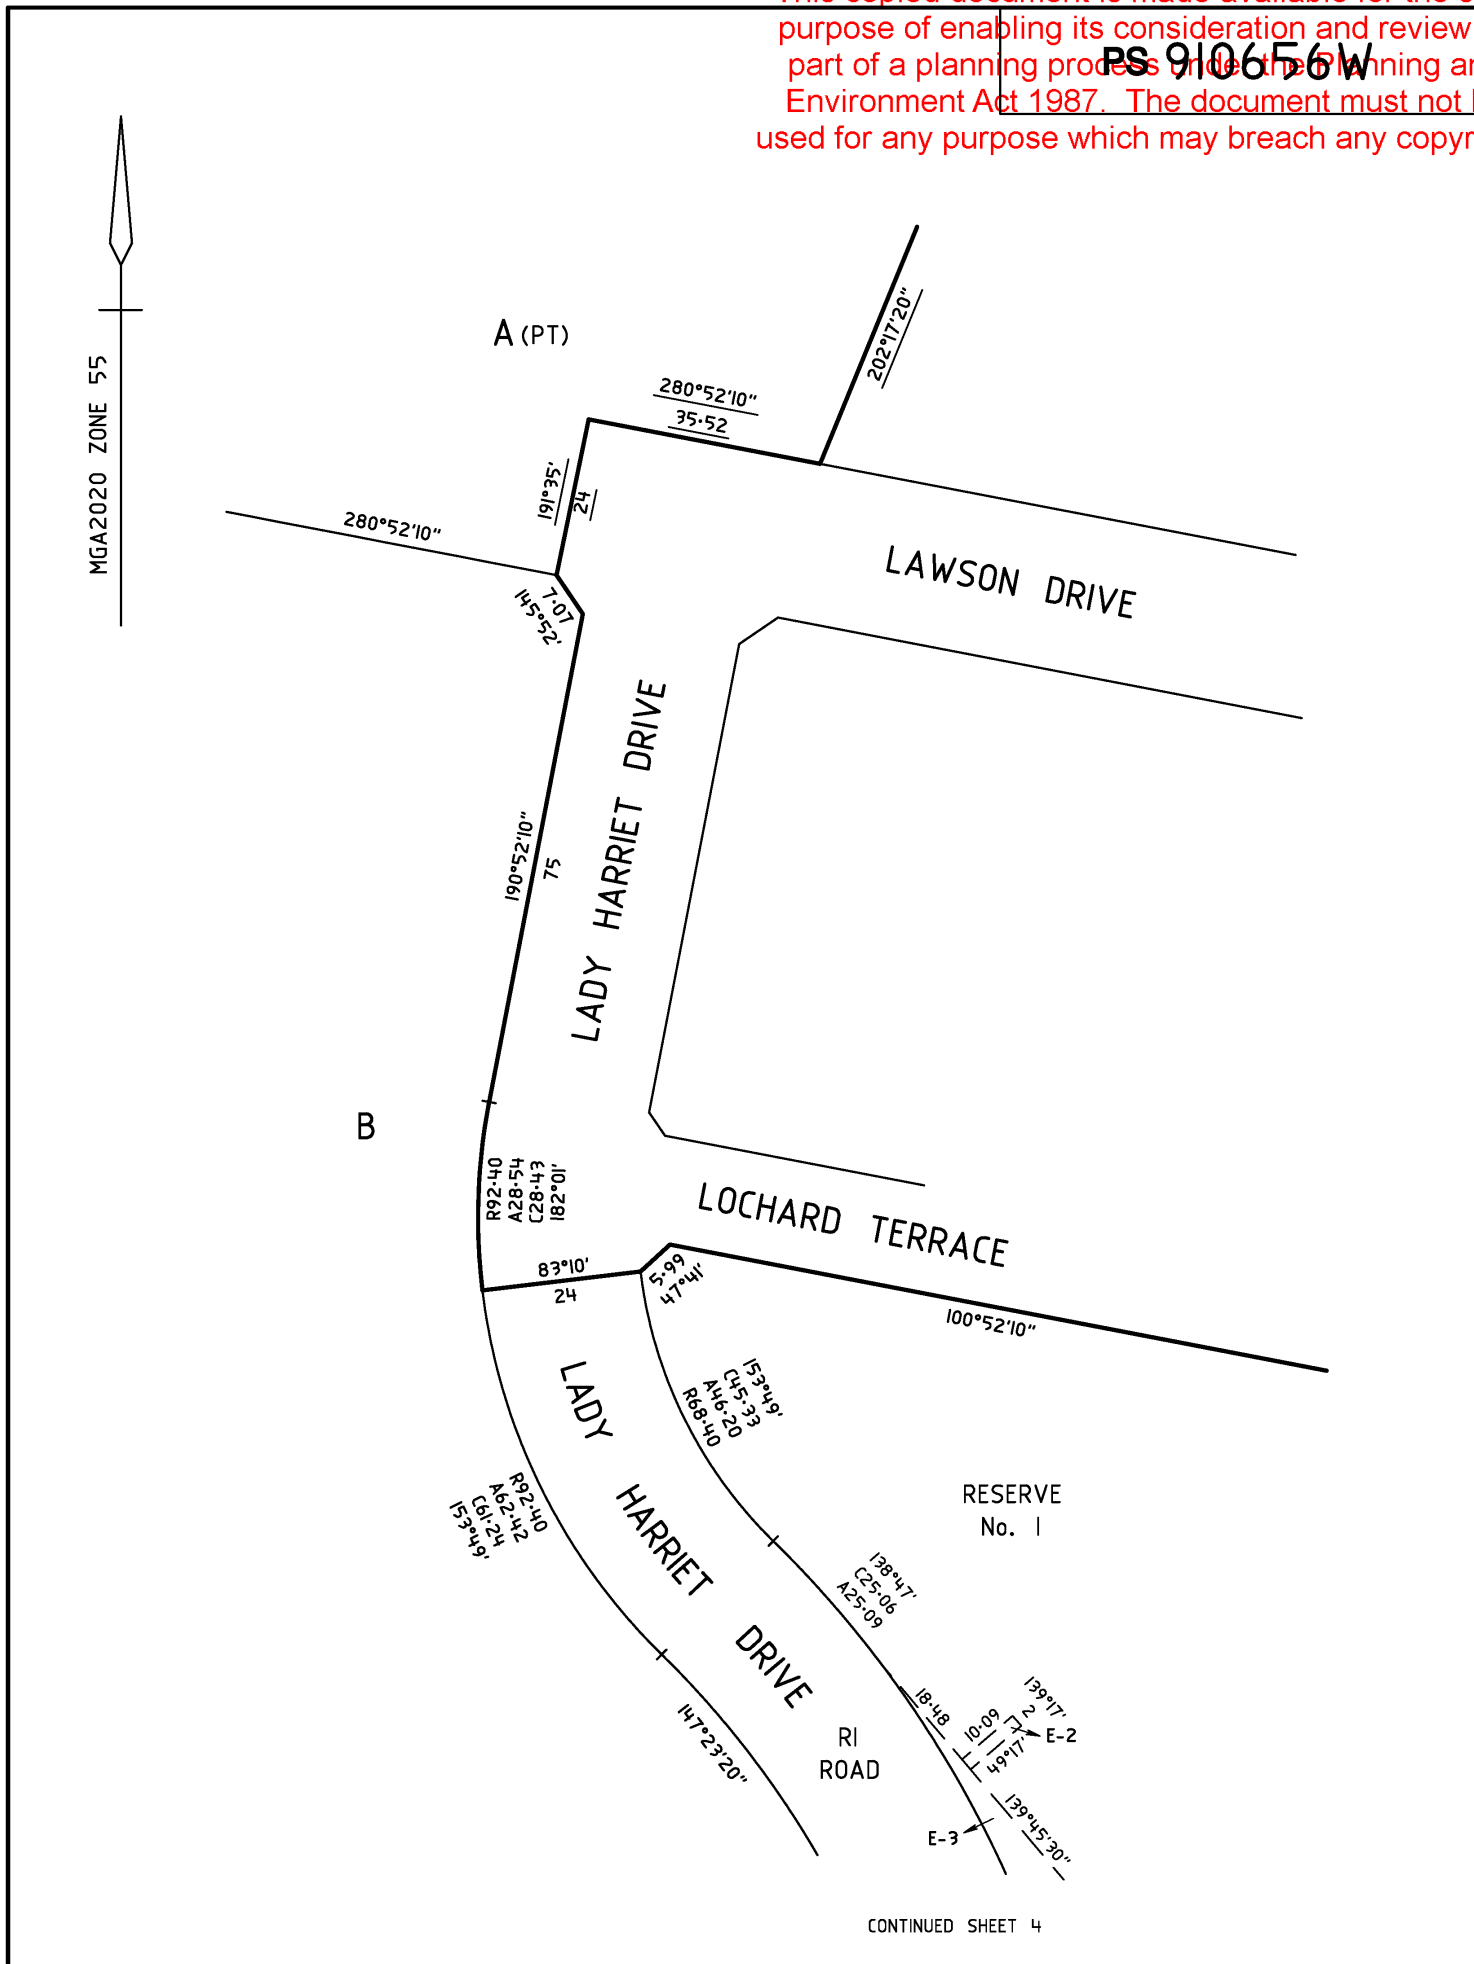 purpose of enabling its consideration and review
part of a planning process under the Planning
Environment Act 1987. The document must not
used for any purpose which may breach any
PS 910656W
MGA2020 ZONE 55
A (PT)
202°17'20"
280°52'10"
35·52
191°35'
24
280°52'10"
7·07
145°52'
LAWSON DRIVE
LADY HARRIET DRIVE
190°52'10"
75
B
R92·40
A28·54
C28·43
182°01'
LOCHARD TERRACE
83°10'
24
5·99
47°41'
100°52'10"
153°49'
C45·33
A46·20
R68·40
LADY HARRIET DRIVE
R92·40
A62·42
C61·24
153°49'
RESERVE
No. 1
138°47'
C25·06
A25·09
147°23'20"
R1
ROAD
18·48
10·09
49°17'
139°17'
2
E-2
E-3
139°45'30"
CONTINUED SHEET 4